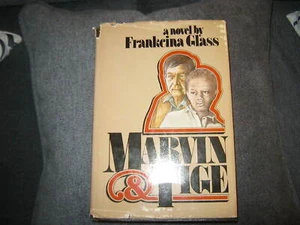 a novel by
Frankcina Glass
MARVIN
& TIGE